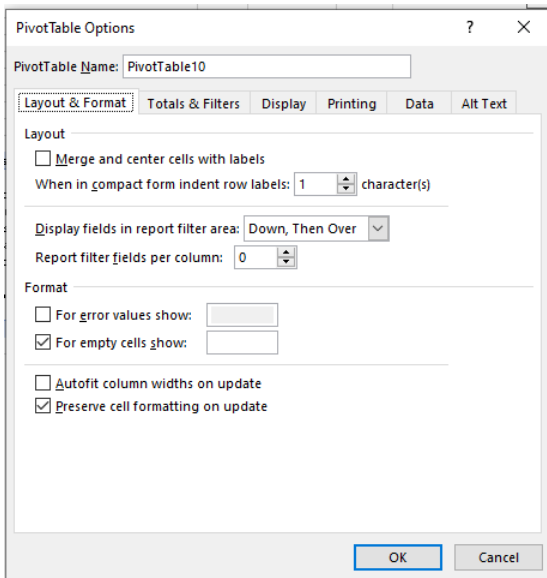 PivotTable Options ? ×
PivotTable Name: PivotTable10
Layout & Format Totals & Filters Display Printing Data Alt Text
Layout
Merge and center cells with labels
When in compact form indent row labels: 1 character(s)
Display fields in report filter area: Down, Then Over
Report filter fields per column: 0
Format
For error values show:
For empty cells show:
Autofit column widths on update
Preserve cell formatting on update
OK Cancel